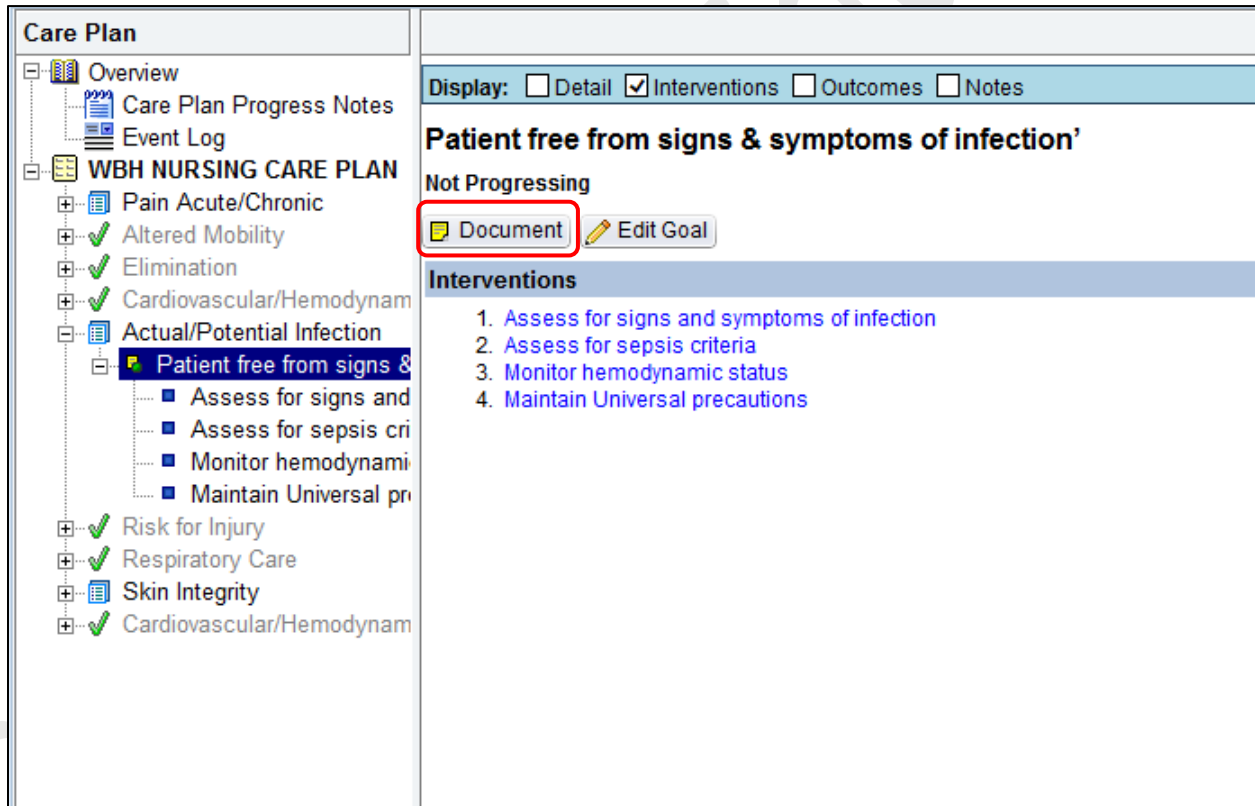 Care Plan
Overview
Care Plan Progress Notes
Event Log
WBH NURSING CARE PLAN
Pain Acute/Chronic
Altered Mobility
Elimination
Cardiovascular/Hemodynam
Actual/Potential Infection
Patient free from signs &
Assess for signs and
Assess for sepsis cri
Monitor hemodynami
Maintain Universal pr
Risk for Injury
Respiratory Care
Skin Integrity
Cardiovascular/Hemodynam
Display: Detail Interventions Outcomes Notes
Patient free from signs & symptoms of infection’
Not Progressing
Document Edit Goal
Interventions
1. Assess for signs and symptoms of infection
2. Assess for sepsis criteria
3. Monitor hemodynamic status
4. Maintain Universal precautions